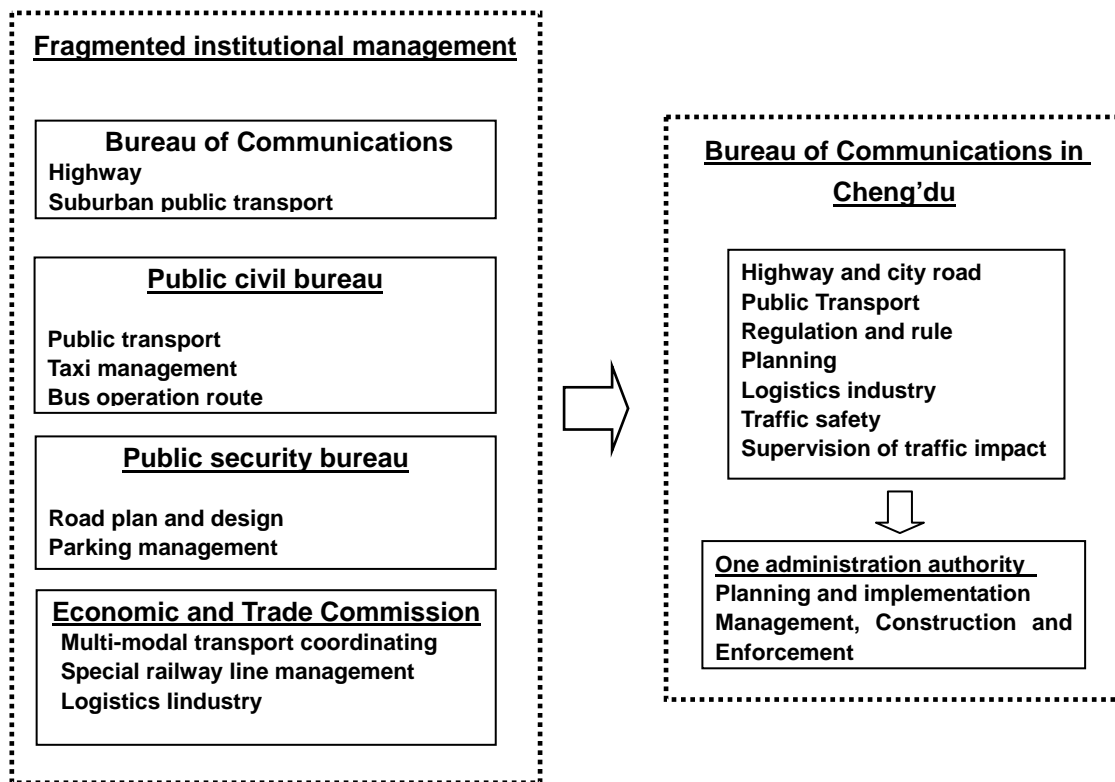 Fragmented institutional management
Bureau of Communications
Highway
Suburban public transport
Public civil bureau
Public transport
Taxi management
Bus operation route
Public security bureau
Road plan and design
Parking management
Economic and Trade Commission
Multi-modal transport coordinating
Special railway line management
Logistics Iindustry
Bureau of Communications in
Cheng’du
Highway and city road
Public Transport
Regulation and rule
Planning
Logistics industry
Traffic safety
Supervision of traffic impact
One administration authority
Planning and implementation
Management, Construction and
Enforcement